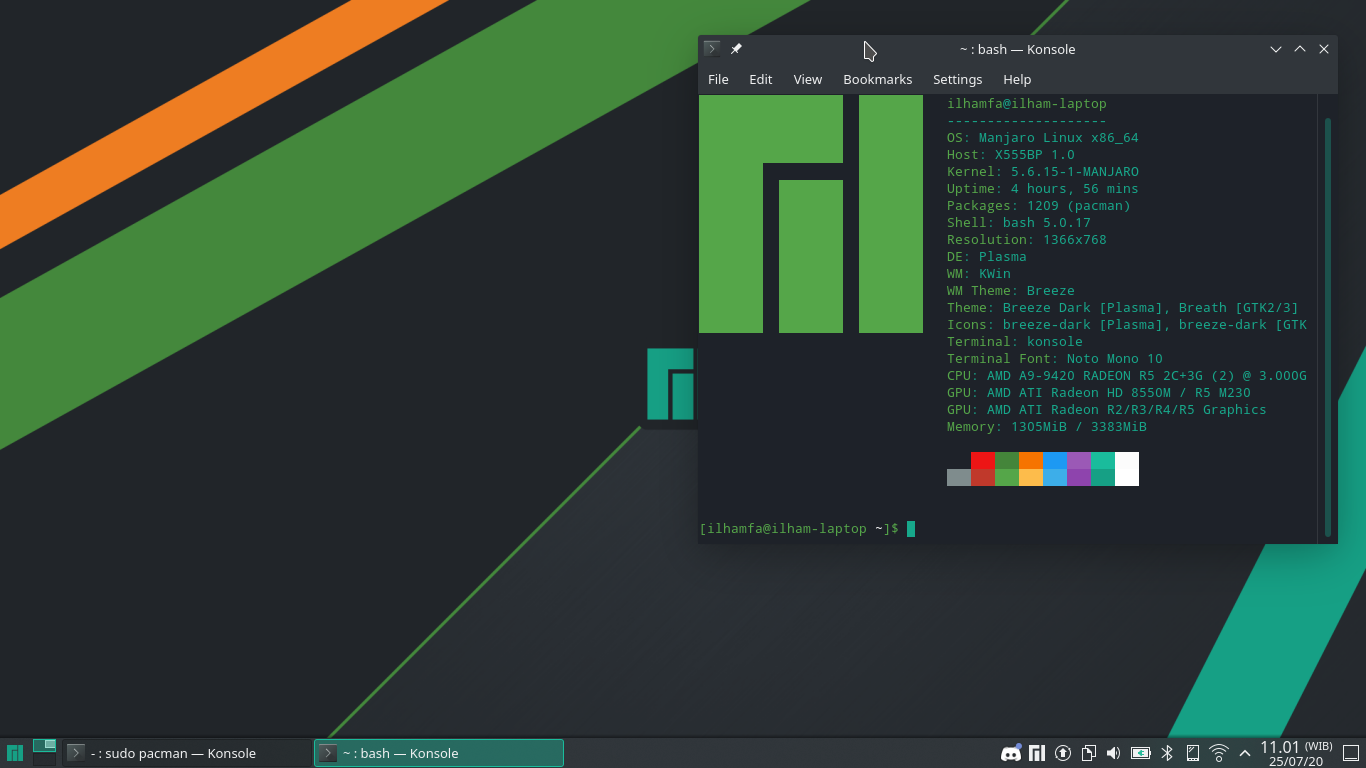 ~ : bash — Konsole
File Edit View Bookmarks Settings Help
ilhamfa@ilham-laptop
--------------------
OS: Manjaro Linux x86_64
Host: X555BP 1.0
Kernel: 5.6.15-1-MANJARO
Uptime: 4 hours, 56 mins
Packages: 1209 (pacman)
Shell: bash 5.0.17
Resolution: 1366x768
DE: Plasma
WM: KWin
WM Theme: Breeze
Theme: Breeze Dark [Plasma], Breath [GTK2/3]
Icons: breeze-dark [Plasma], breeze-dark [GTK
Terminal: konsole
Terminal Font: Noto Mono 10
CPU: AMD A9-9420 RADEON R5 2C+3G (2) @ 3.000G
GPU: AMD ATI Radeon HD 8550M / R5 M230
GPU: AMD ATI Radeon R2/R3/R4/R5 Graphics
Memory: 1305MiB / 3383MiB
[ilhamfa@ilham-laptop ~]$
- : sudo pacman — Konsole
~ : bash — Konsole
11.01 (WIB)
25/07/20